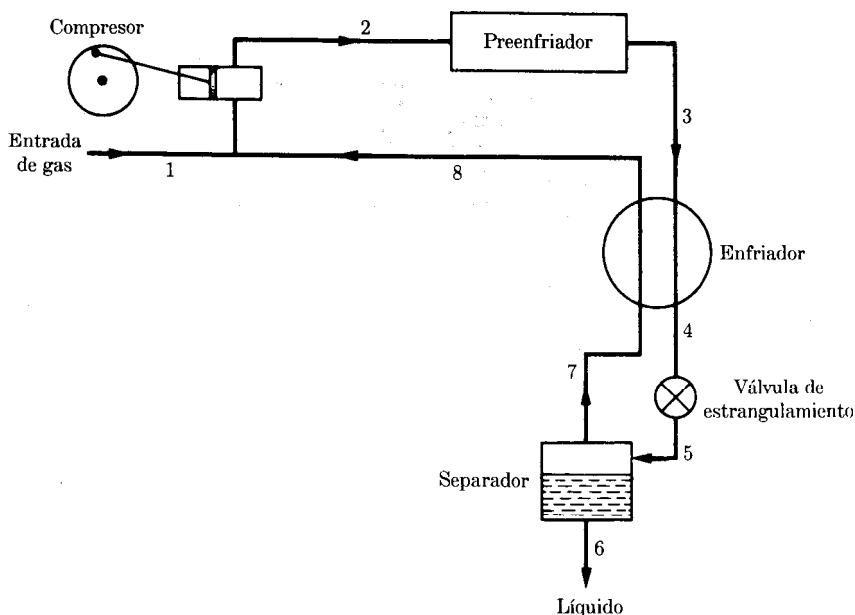 Compresor
2
Preenfriador
3
Entrada
de gas
1
8
Enfriador
4
7
Válvula de
estrangulamiento
5
Separador
6
Líquido